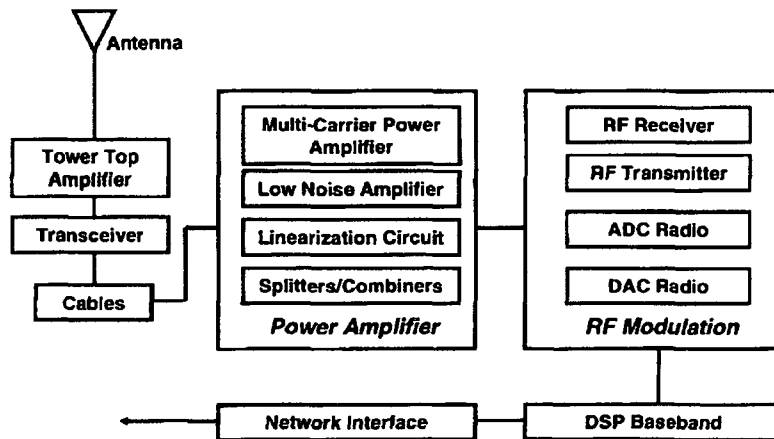 Antenna
Tower Top
Amplifier
Transceiver
Cables
Multi-Carrier Power
Amplifier
Low Noise Amplifier
Linearization Circuit
Splitters/Combiners
Power Amplifier
RF Receiver
RF Transmitter
ADC Radio
DAC Radio
RF Modulation
Network Interface
DSP Baseband